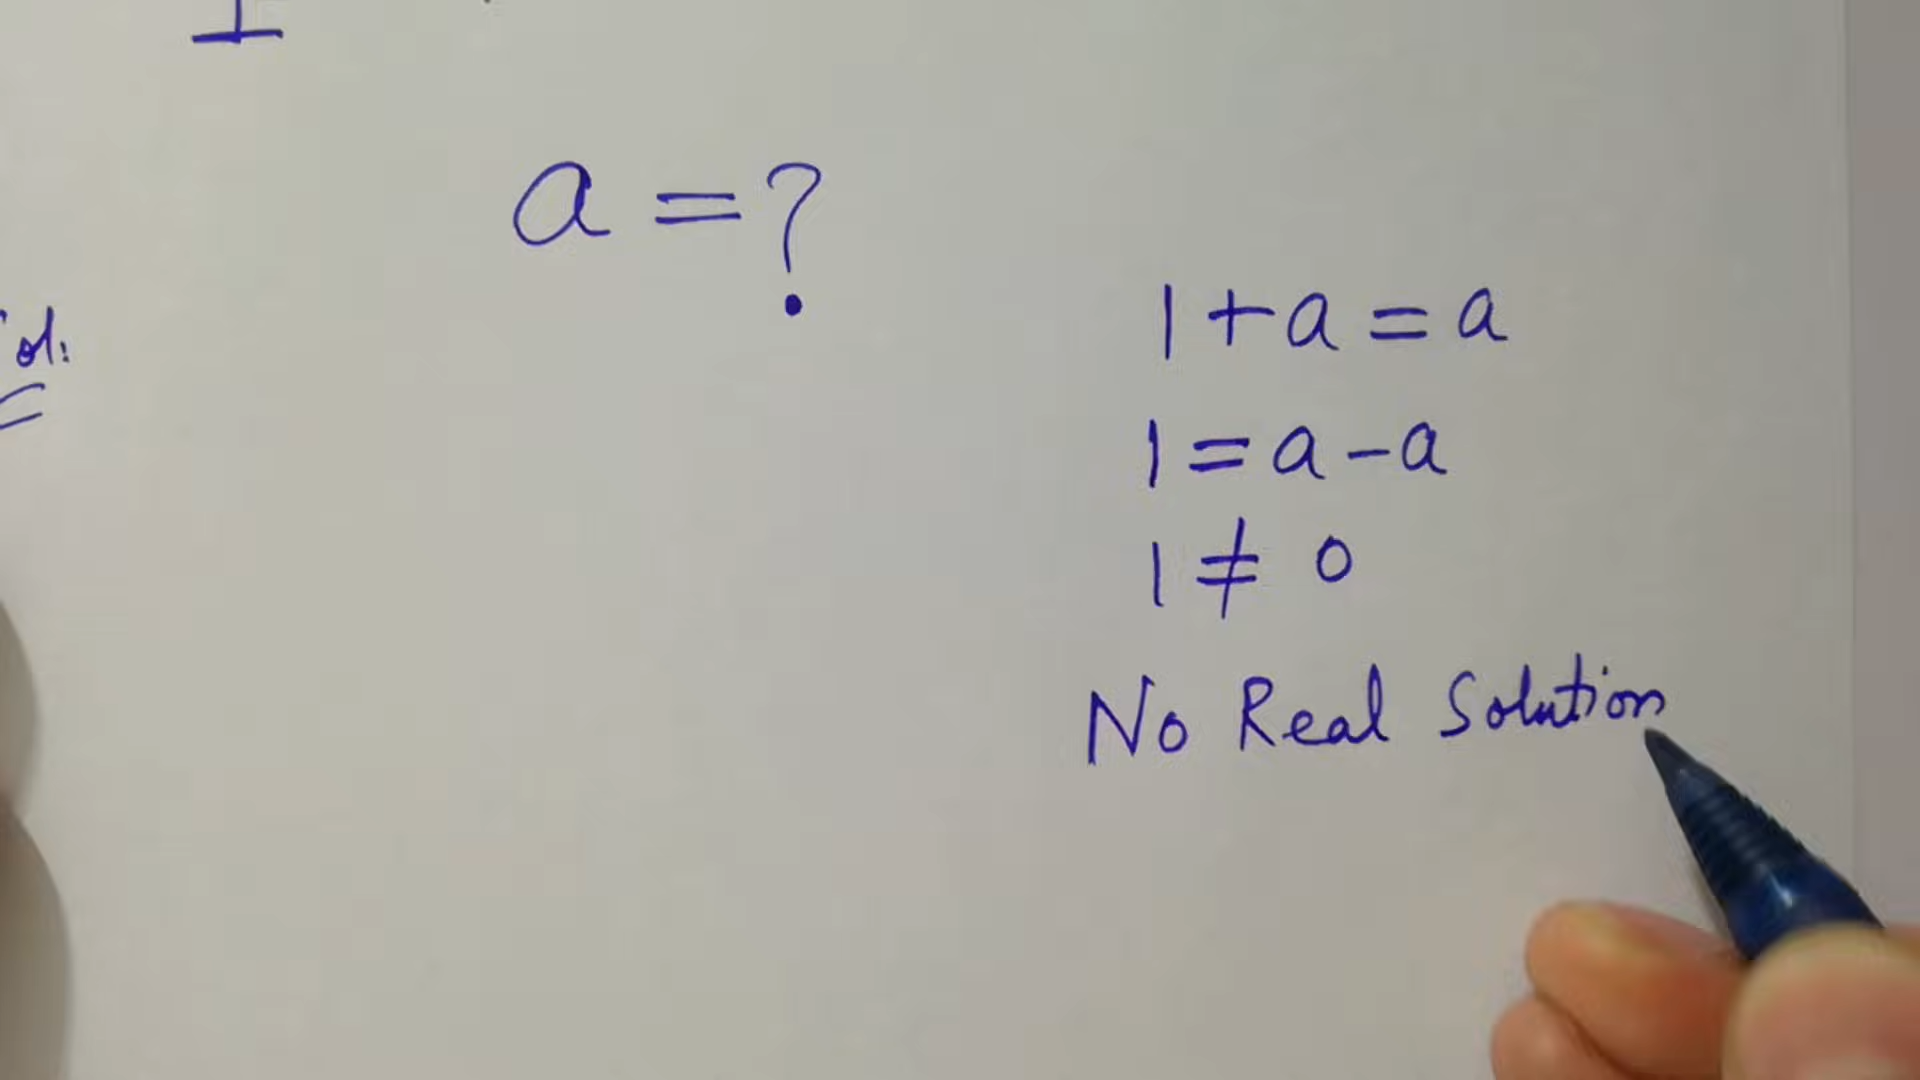 a = ?
1 + a = a
1 = a - a
1 ≠ 0
No Real Solution